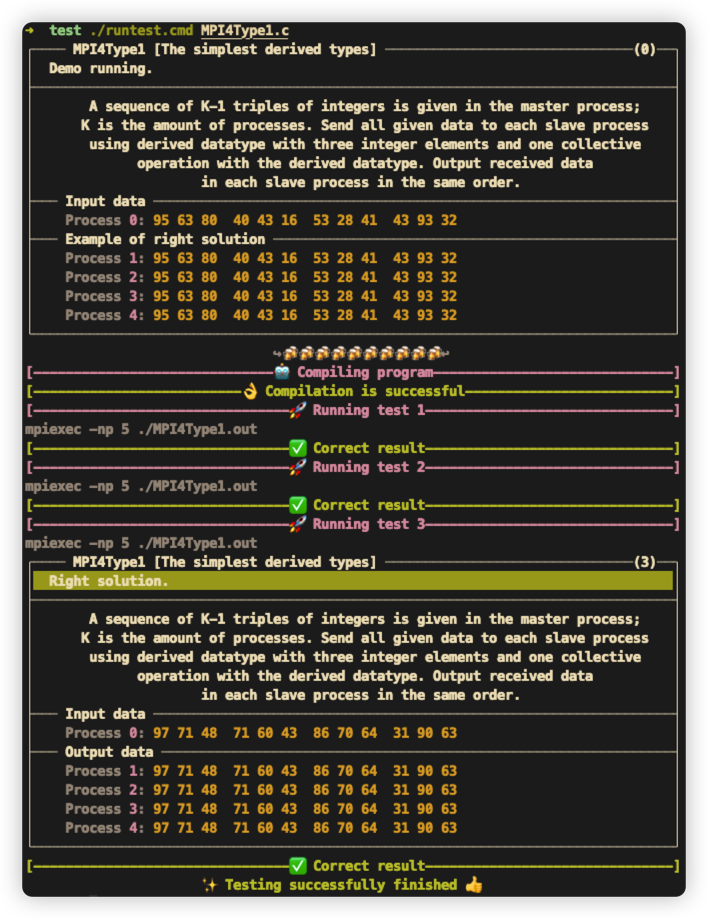 ➜ test ./runtest.cmd MPI4Type1.c
MPI4Type1 [The simplest derived types] (0)
Demo running.
A sequence of K-1 triples of integers is given in the master process;
K is the amount of processes. Send all given data to each slave process
using derived datatype with three integer elements and one collective
operation with the derived datatype. Output received data
in each slave process in the same order.
Input data
Process 0: 95 63 80 40 43 16 53 28 41 43 93 32
Example of right solution
Process 1: 95 63 80 40 43 16 53 28 41 43 93 32
Process 2: 95 63 80 40 43 16 53 28 41 43 93 32
Process 3: 95 63 80 40 43 16 53 28 41 43 93 32
Process 4: 95 63 80 40 43 16 53 28 41 43 93 32
[ Compiling program ]
[ 👌 Compilation is successful ]
[ 🚀 Running test 1 ]
mpiexec -np 5 ./MPI4Type1.out
[ ✅ Correct result ]
[ 🚀 Running test 2 ]
mpiexec -np 5 ./MPI4Type1.out
[ ✅ Correct result ]
[ 🚀 Running test 3 ]
mpiexec -np 5 ./MPI4Type1.out
MPI4Type1 [The simplest derived types] (3)
Right solution.
A sequence of K-1 triples of integers is given in the master process;
K is the amount of processes. Send all given data to each slave process
using derived datatype with three integer elements and one collective
operation with the derived datatype. Output received data
in each slave process in the same order.
Input data
Process 0: 97 71 48 71 60 43 86 70 64 31 90 63
Output data
Process 1: 97 71 48 71 60 43 86 70 64 31 90 63
Process 2: 97 71 48 71 60 43 86 70 64 31 90 63
Process 3: 97 71 48 71 60 43 86 70 64 31 90 63
Process 4: 97 71 48 71 60 43 86 70 64 31 90 63
[ ✅ Correct result ]
✨ Testing successfully finished 👍